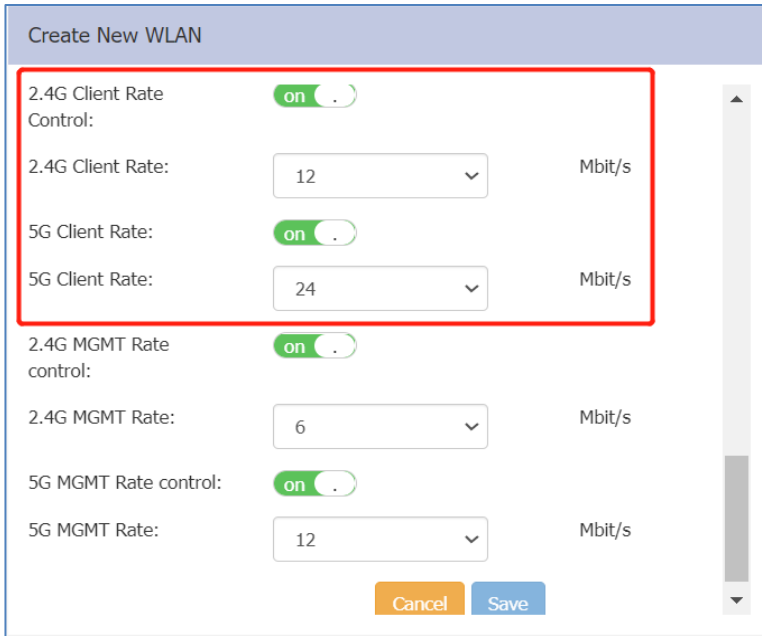 Create New WLAN
2.4G Client Rate
Control:
on .
2.4G Client Rate:
12
Mbit/s
5G Client Rate:
on .
5G Client Rate:
24
Mbit/s
2.4G MGMT Rate
control:
on .
2.4G MGMT Rate:
6
Mbit/s
5G MGMT Rate control:
on .
5G MGMT Rate:
12
Mbit/s
Cancel
Save